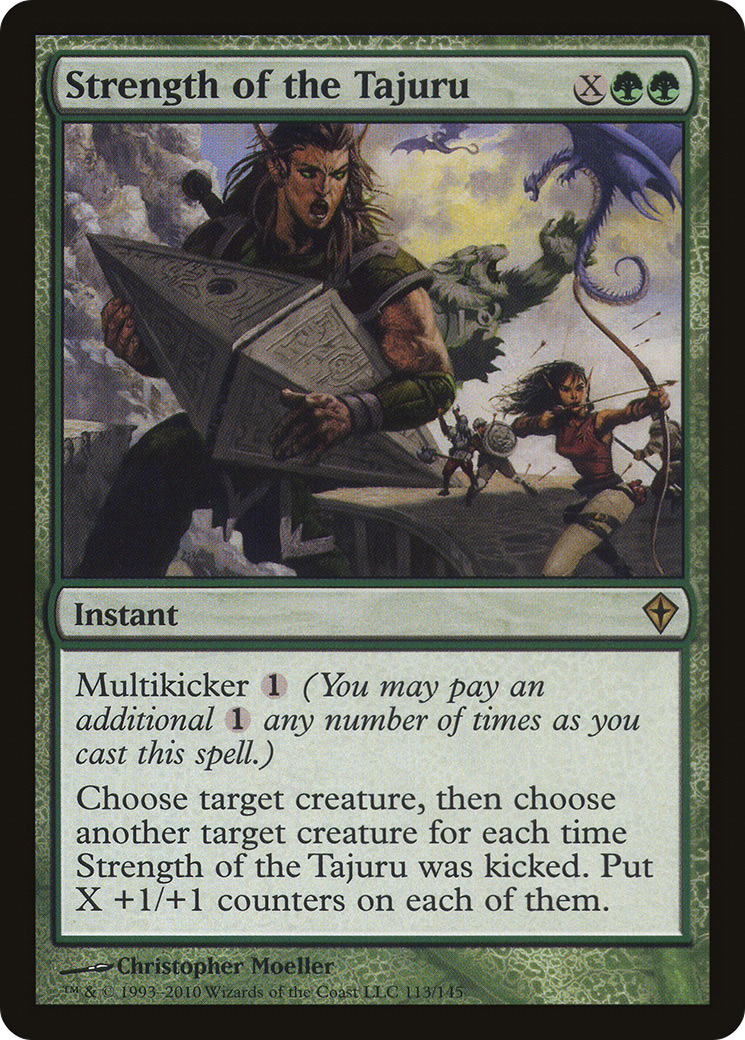 Strength of the Tajuru X
Instant
Multikicker 1 (You may pay an
additional 1 any number of times as you
cast this spell.)
Choose target creature, then choose
another target creature for each time
Strength of the Tajuru was kicked. Put
X +1/+1 counters on each of them.
Christopher Moeller
™ & © 1993–2010 Wizards of the Coast LLC 113/145